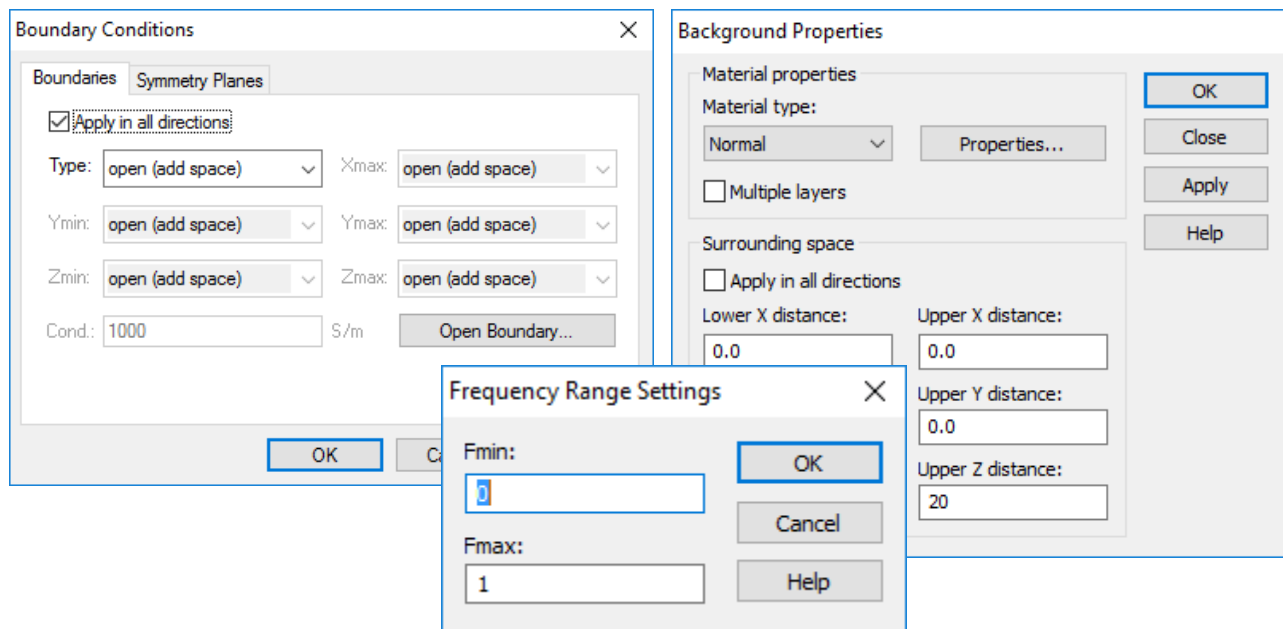 Boundary Conditions
Boundaries Symmetry Planes
Apply in all directions
Type: open (add space) Xmax: open (add space)
Ymin: open (add space) Ymax: open (add space)
Zmin: open (add space) Zmax: open (add space)
Cond.: 1000 S/m Open Boundary...
OK
Background Properties
Material properties
Material type:
Normal Properties...
Multiple layers
OK
Close
Apply
Help
Surrounding space
Apply in all directions
Lower X distance: Upper X distance:
0.0 0.0
Upper Y distance:
0.0
Upper Z distance:
20
Frequency Range Settings
Fmin:
0
Fmax:
1
OK
Cancel
Help